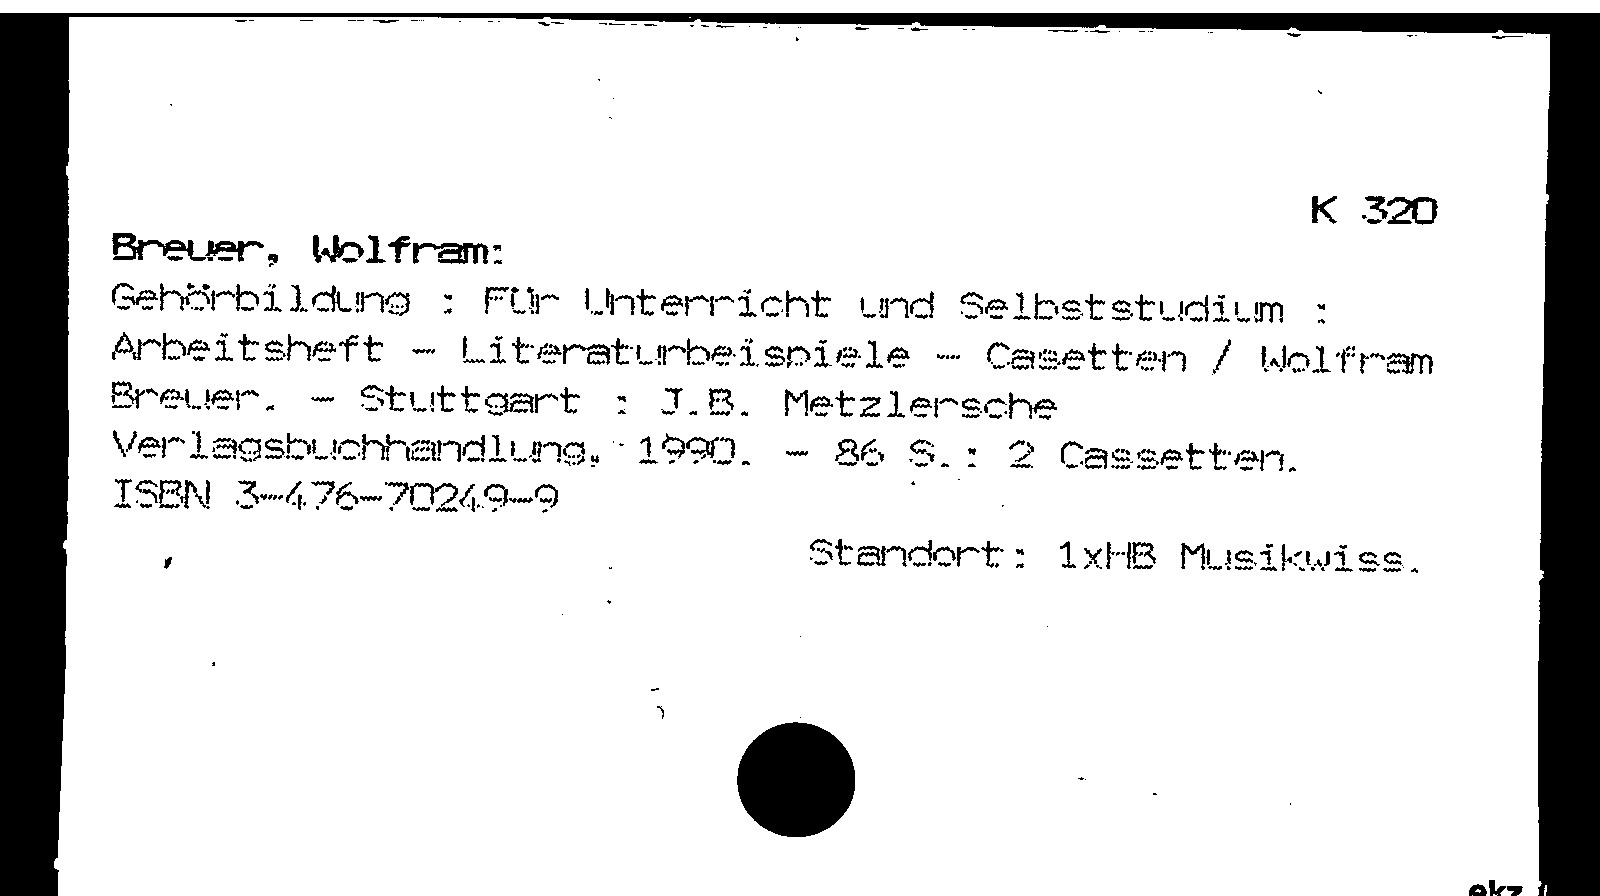 K 320
Breuer, Wolfram:
Gehörbildung : Für Unterricht und Selbststudium :
Arbeitsheft - Literaturbeispiele - Casetten / Wolfram
Breuer. - Stuttgart : J.B. Metzlersche
Verlagsbuchhandlung, 1990. - 86 S.: 2 Cassetten.
ISBN 3-476-70249-9
Standort: 1xHB Musikwiss.
ekz